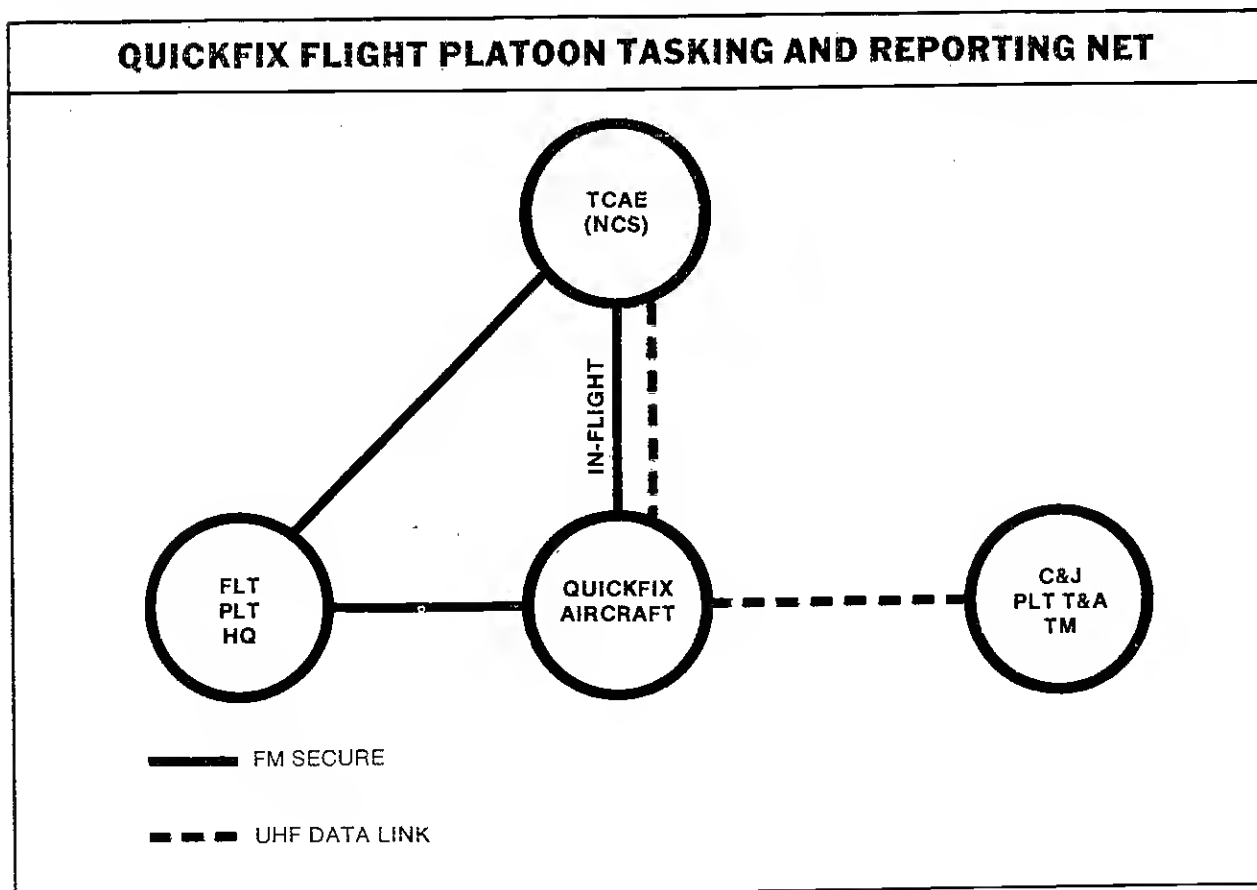 QUICKFIX FLIGHT PLATOON TASKING AND REPORTING NET
TCAE
(NCS)
IN-FLIGHT
FLT
PLT
HQ
QUICKFIX
AIRCRAFT
C&J
PLT T&A
TM
FM SECURE
UHF DATA LINK